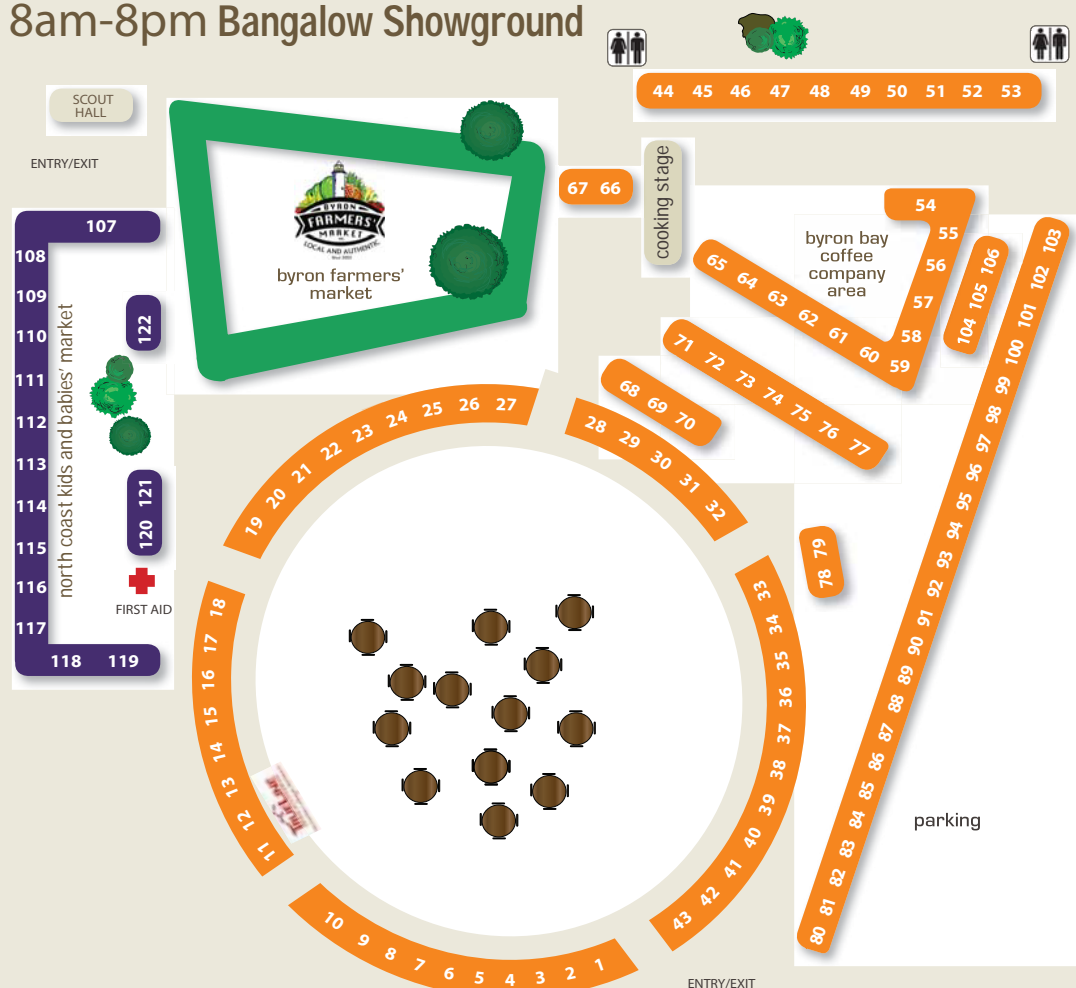 8am-8pm Bangalow Showground
SCOUT
HALL
ENTRY/EXIT
44 45 46 47 48 49 50 51 52 53
67 66
cooking stage
BYRON
FARMERS'
MARKET
LOCAL AND AUTHENTIC
byron farmers'
market
byron bay
coffee
company
area
54
55
56
57
58
59
65 64 63 62 61 60
104 105 106
71 72 73 74 75 76 77
68 69 70
107
108
109
110
111
112
113
114
115
116
117
118 119
122
120 121
north coast kids and babies' market
FIRST AID
19 20 21 22 23 24 25 26 27
28 29 30 31 32
33
34
35
36
37
38
39
40
41
42
43
18
17
16
15
14
13
12
11
TRUELINE
10 9 8 7 6 5 4 3 2 1
78 79
80 81 82 83 84 85 86 87 88 89 90 91 92 93 94 95 96 97 98 99 100 101 102 103
parking
ENTRY/EXIT